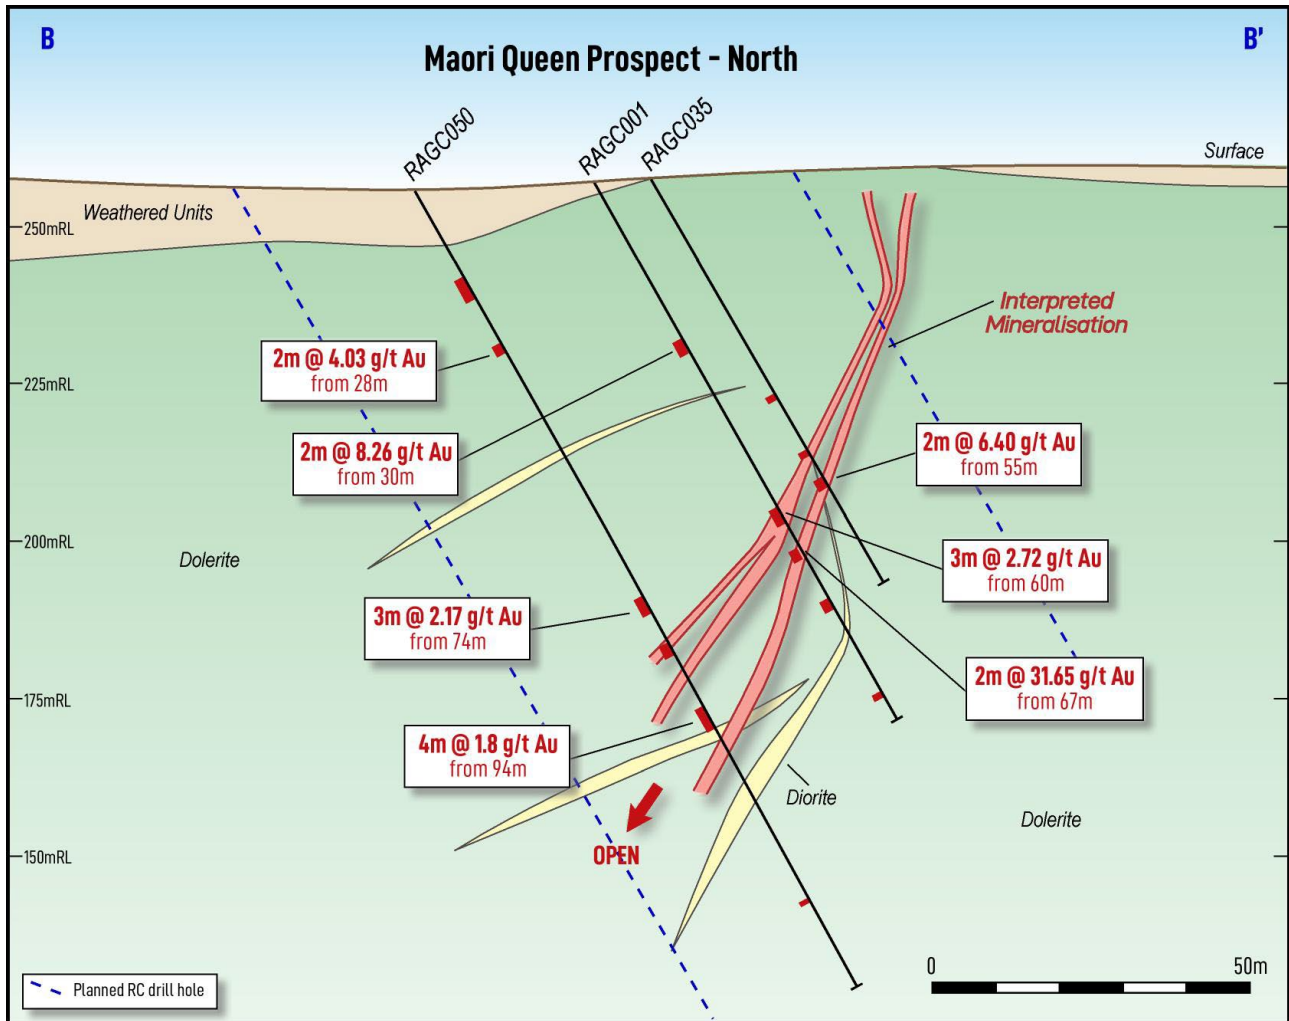 B
B'
Maori Queen Prospect - North
RAGC050
RAGC001
RAGC035
Surface
Weathered Units
250mRL
Interpreted
Mineralisation
2m @ 4.03 g/t Au
from 28m
225mRL
2m @ 8.26 g/t Au
from 30m
2m @ 6.40 g/t Au
from 55m
200mRL
Dolerite
3m @ 2.72 g/t Au
from 60m
3m @ 2.17 g/t Au
from 74m
2m @ 31.65 g/t Au
from 67m
175mRL
4m @ 1.8 g/t Au
from 94m
Diorite
Dolerite
OPEN
150mRL
0
50m
Planned RC drill hole